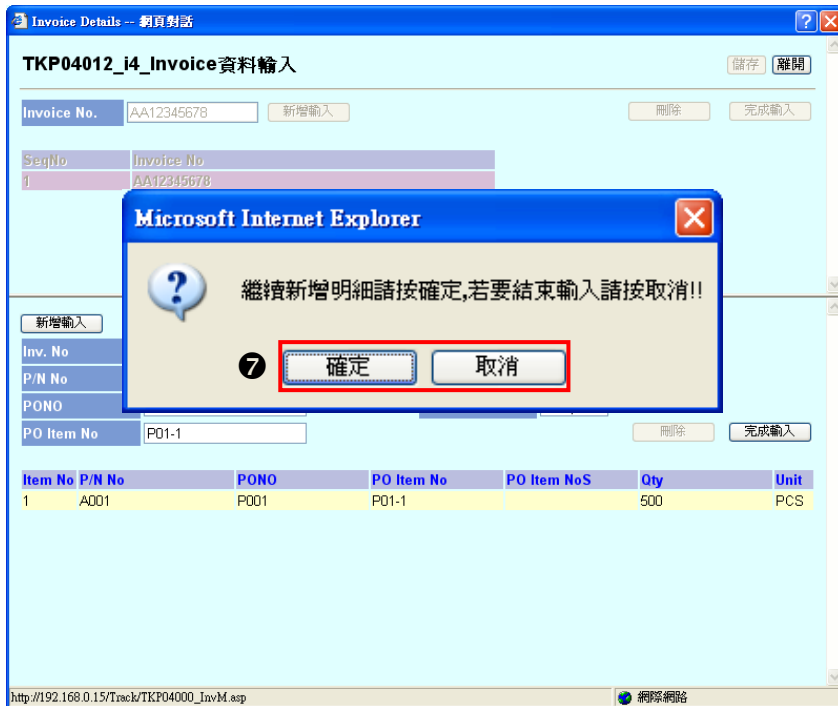 Invoice Details -- 網頁對話
TKP04012_i4_Invoice資料輸入
儲存 離開
Invoice No. AA12345678 新增輸入 刪除 完成輸入
SeqNo Invoice No
1 AA12345678
Microsoft Internet Explorer
繼續新增明細請按確定,若要結束輸入請按取消!!
❼ 確定 取消
新增輸入
Inv. No
P/N No
PONO
PO Item No P01-1 刪除 完成輸入
Item No P/N No PONO PO Item No PO Item NoS Qty Unit
1 A001 P001 P01-1 500 PCS
http://192.168.0.15/Track/TKP04000_InvM.asp 網際網路